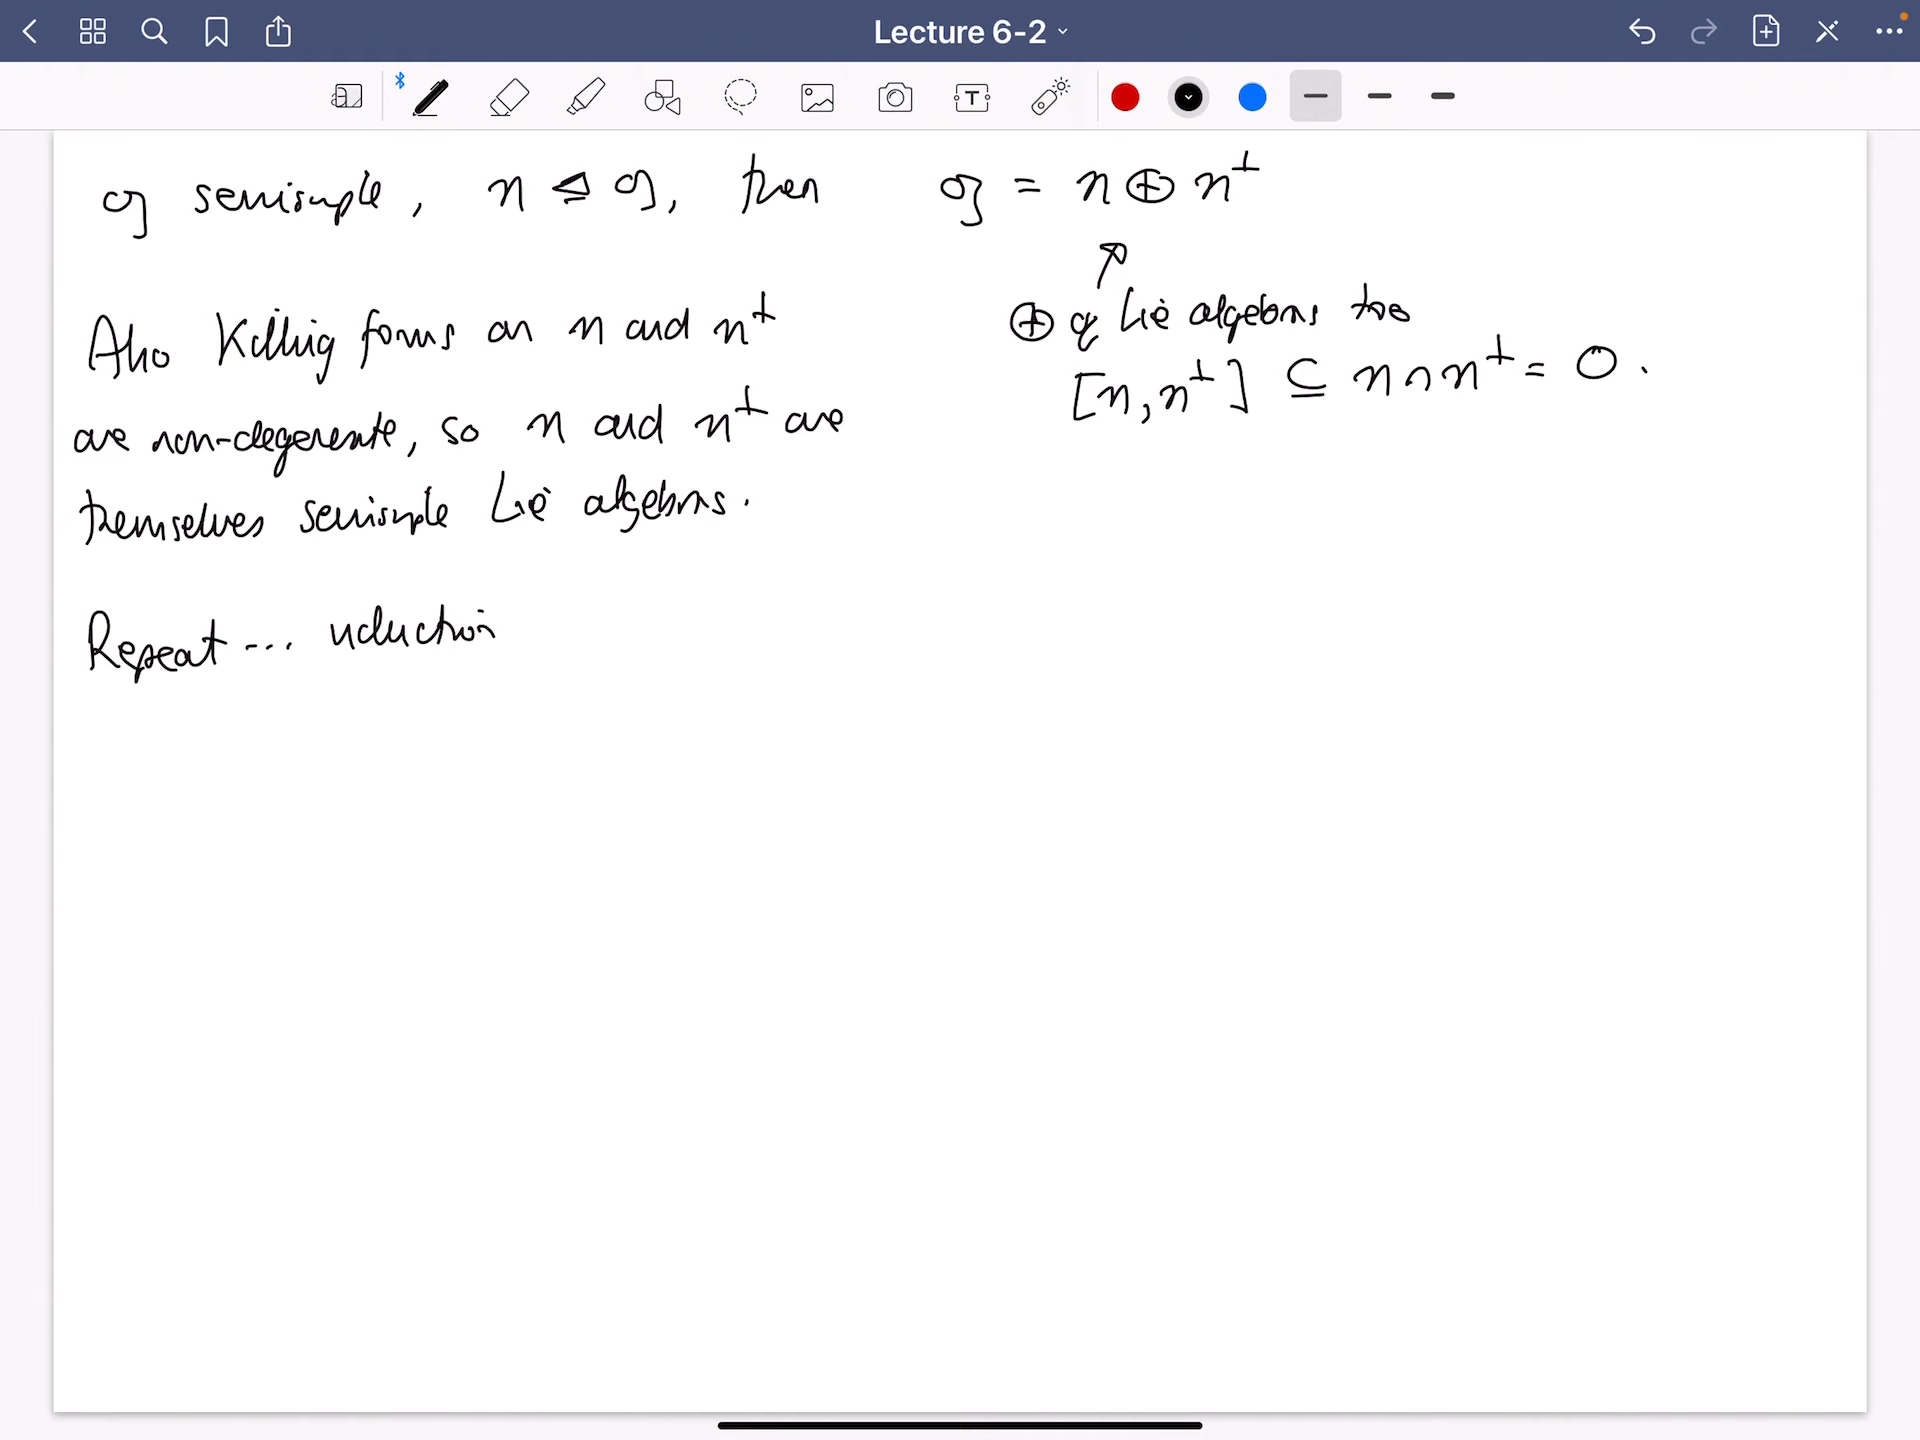 Lecture 6-2
𝔤 semisimple, 𝔫 ⊴ 𝔤, then 𝔤 = 𝔫 ⊕ 𝔫^⊥
⊕ of Lie algebras too
[𝔫, 𝔫^⊥] ⊆ 𝔫 ∩ 𝔫^⊥ = 0.
Also Killing forms on 𝔫 and 𝔫^⊥
are non-degenerate, so 𝔫 and 𝔫^⊥ are
themselves semisimple Lie algebras.
Repeat ... induction